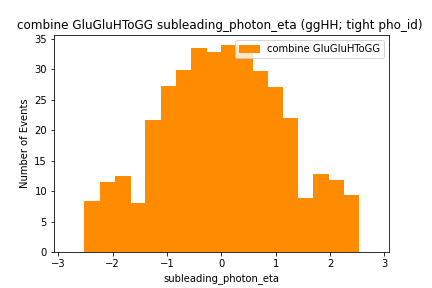 combine GluGluHToGG subleading_photon_eta (ggHH; tight pho_id)
combine GluGluHToGG
Number of Events
35
30
25
20
15
10
5
0
−3 −2 −1 0 1 2 3
subleading_photon_eta